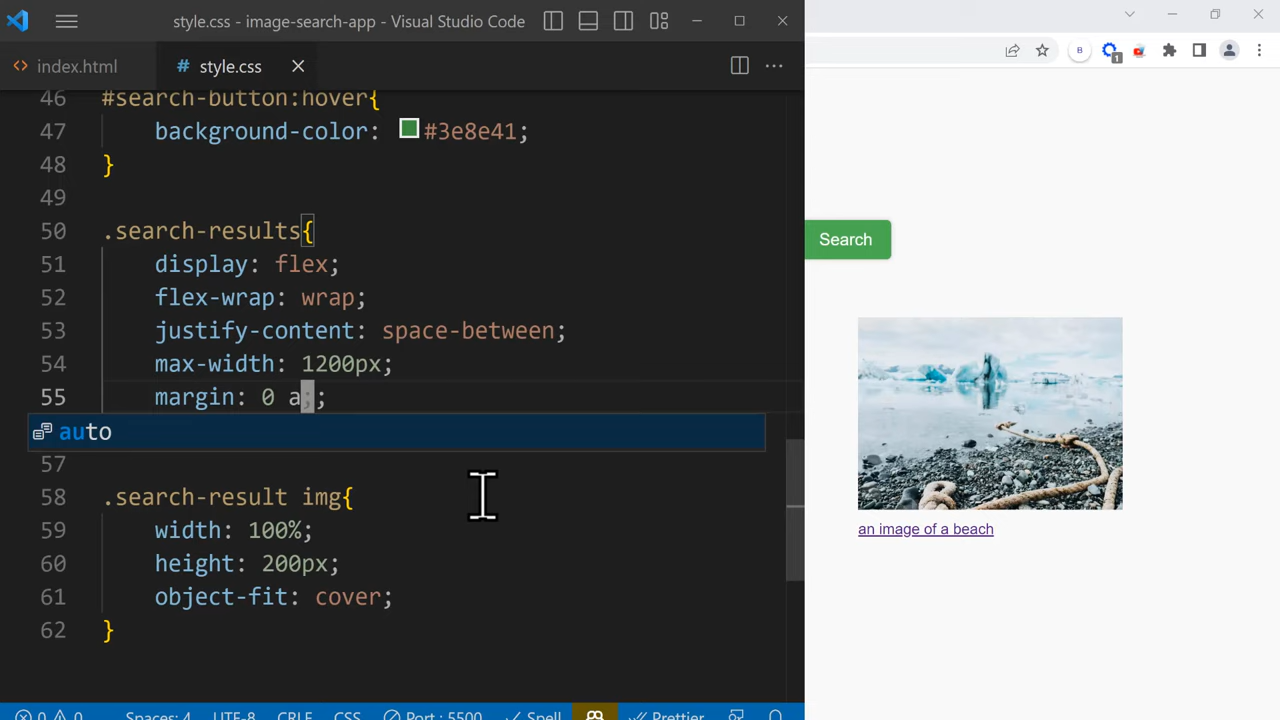 style.css - image-search-app - Visual Studio Code
index.html
# style.css
46 #search-button:hover{
47 background-color: #3e8e41;
48 }
49
50 .search-results{
51 display: flex;
52 flex-wrap: wrap;
53 justify-content: space-between;
54 max-width: 1200px;
55 margin: 0 a;;
auto
57
58 .search-result img{
59 width: 100%;
60 height: 200px;
61 object-fit: cover;
62 }
0 0 Spaces: 4 UTF-8 CRLF CSS Port : 5500 Spell Prettier
B
1
Search
an image of a beach